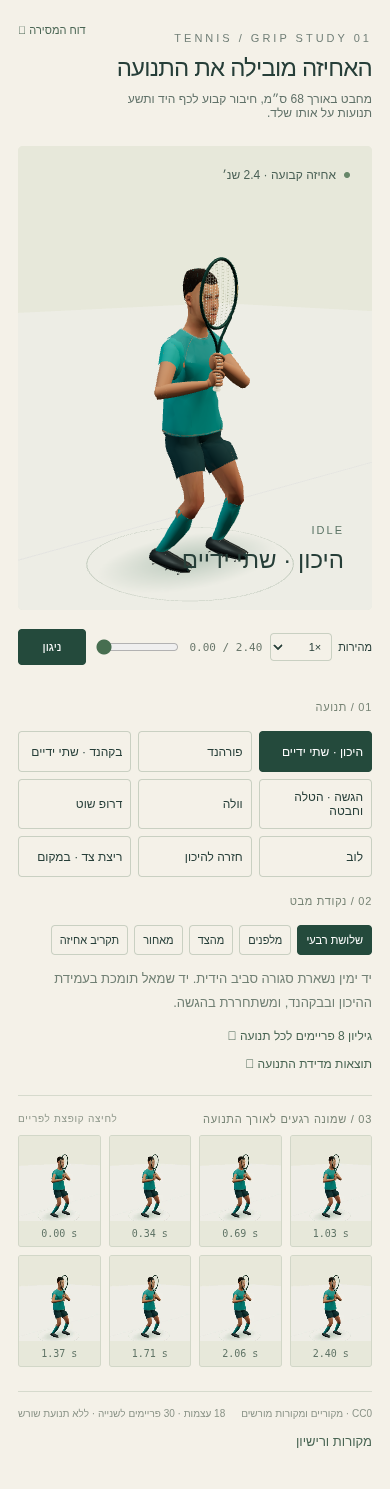 דוח המסירה
TENNIS / GRIP STUDY 01
האחיזה מובילה את התנועה
מחבט באורך 68 ס״מ, חיבור קבוע לכף היד ותשע
תנועות על אותו שלד.
אחיזה קבועה · 2.4 שנ׳
IDLE
היכון · שתי ידיים
מהירות
1×
0.00 / 2.40
ניגון
01 / תנועה
היכון · שתי ידיים
פורהנד
בקהנד · שתי ידיים
הגשה · הטלה
וחבטה
וולה
דרופ שוט
לוב
חזרה להיכון
ריצת צד · במקום
02 / נקודת מבט
שלושת רבעי
מלפנים
מהצד
מאחור
תקריב אחיזה
יד ימין נשארת סגורה סביב הידית. יד שמאל תומכת בעמידת
ההיכון ובבקהנד, ומשתחררת בהגשה.
גיליון 8 פריימים לכל תנועה
תוצאות מדידת התנועה
03 / שמונה רגעים לאורך התנועה
לחיצה קופצת לפריים
0.00 s
0.34 s
0.69 s
1.03 s
1.37 s
1.71 s
2.06 s
2.40 s
CC0 · מקוריים ומקורות מורשים
18 עצמות · 30 פריימים לשנייה · ללא תנועת שורש
מקורות ורישיון